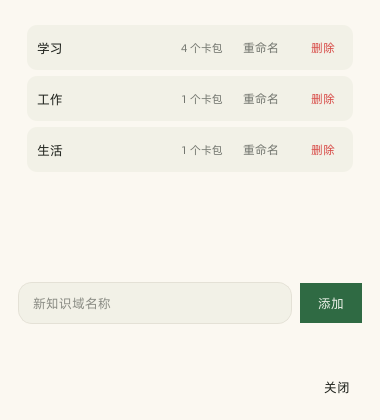 学习 4 个卡包 重命名 删除
工作 1 个卡包 重命名 删除
生活 1 个卡包 重命名 删除
新知识域名称 添加
关闭